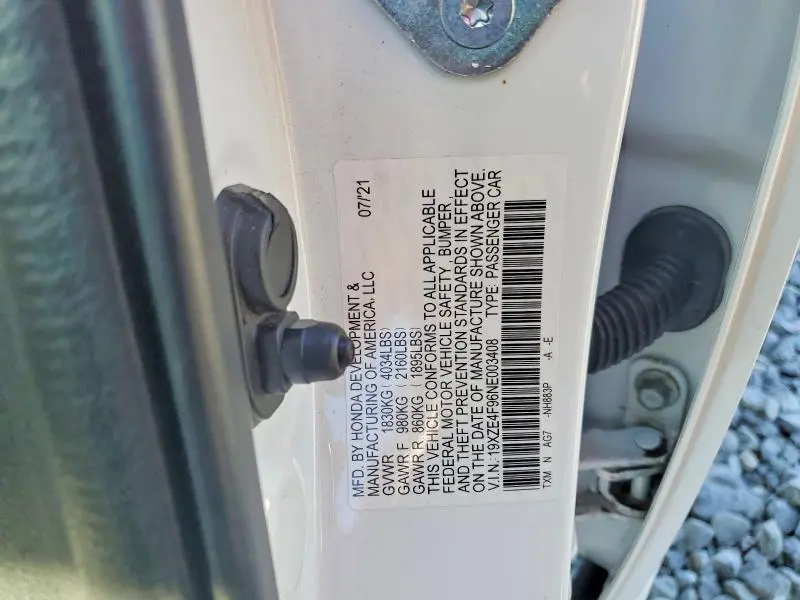 MFD. BY HONDA DEVELOPMENT &
MANUFACTURING OF AMERICA, LLC 07/'21
GVWR 1830KG ( 4034LBS)
GAWR F 980KG ( 2160LBS)
GAWR R 860KG ( 1895LBS)
THIS VEHICLE CONFORMS TO ALL APPLICABLE
FEDERAL MOTOR VEHICLE SAFETY, BUMPER,
AND THEFT PREVENTION STANDARDS IN EFFECT
ON THE DATE OF MANUFACTURE SHOWN ABOVE.
V.I.N: 19XZE4F96NE003408 TYPE: PASSENGER CAR
TXM N AG7 -NH883P -A -E